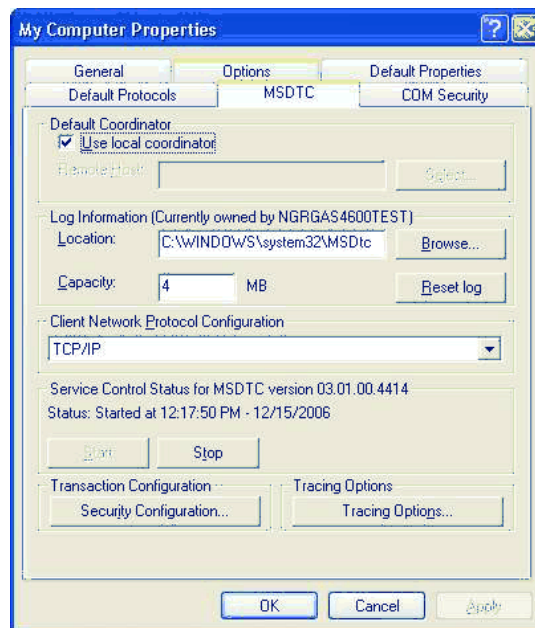 My Computer Properties
General Options Default Properties
Default Protocols MSDTC COM Security
Default Coordinator
Use local coordinator
Remote Host:
Select...
Log Information (Currently owned by NGRGAS4600TEST)
Location: C:\WINDOWS\system32\MSDtc Browse...
Capacity: 4 MB Reset log
Client Network Protocol Configuration
TCP/IP
Service Control Status for MSDTC version 03.01.00.4414
Status: Started at 12:17:50 PM - 12/15/2006
Start Stop
Transaction Configuration Tracing Options
Security Configuration... Tracing Options...
OK Cancel Apply